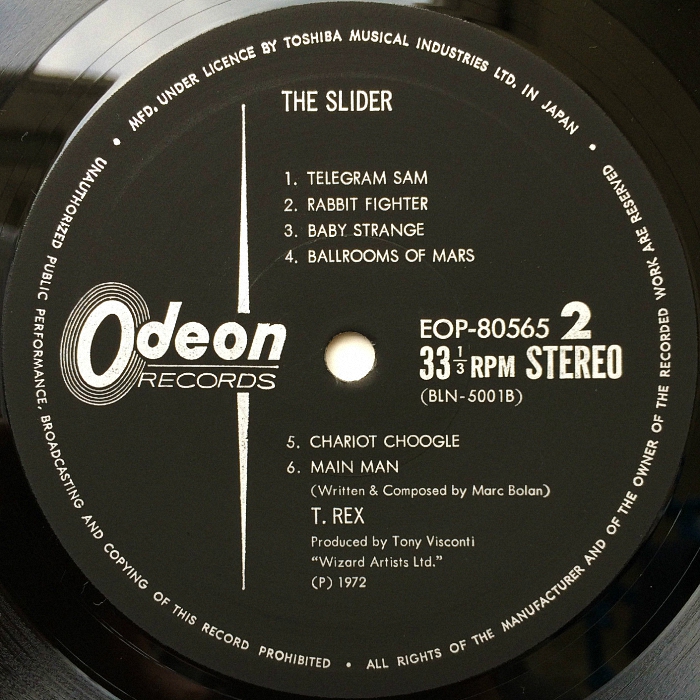 MFD. UNDER LICENCE BY TOSHIBA MUSICAL INDUSTRIES LTD. IN JAPAN
THE SLIDER
1. TELEGRAM SAM
2. RABBIT FIGHTER
3. BABY STRANGE
4. BALLROOMS OF MARS
Odeon
RECORDS
EOP-80565 2
33 1/3 RPM STEREO
(BLN-5001B)
5. CHARIOT CHOOGLE
6. MAIN MAN
(Written & Composed by Marc Bolan)
T. REX
Produced by Tony Visconti
“Wizard Artists Ltd.”
(P) 1972
UNAUTHORIZED PUBLIC PERFORMANCE, BROADCASTING AND COPYING OF THIS RECORD PROHIBITED • ALL RIGHTS OF THE MANUFACTURER AND OF THE OWNER OF THE RECORDED WORK ARE RESERVED •